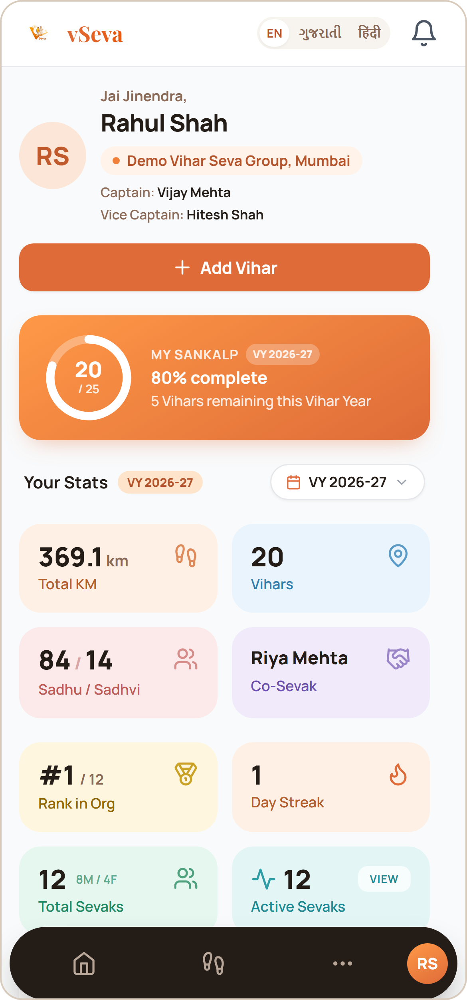 Seva
vSeva
EN ગુજરાતી हिंदी
Jai Jinendra,
Rahul Shah
RS
Demo Vihar Seva Group, Mumbai
Captain: Vijay Mehta
Vice Captain: Hitesh Shah
+ Add Vihar
20
/ 25
MY SANKALP VY 2026-27
80% complete
5 Vihars remaining this Vihar Year
Your Stats VY 2026-27 VY 2026-27
369.1 km
Total KM
20
Vihars
84 / 14
Sadhu / Sadhvi
Riya Mehta
Co-Sevak
#1 / 12
Rank in Org
1
Day Streak
12 8M / 4F
Total Sevaks
12 VIEW
Active Sevaks
RS